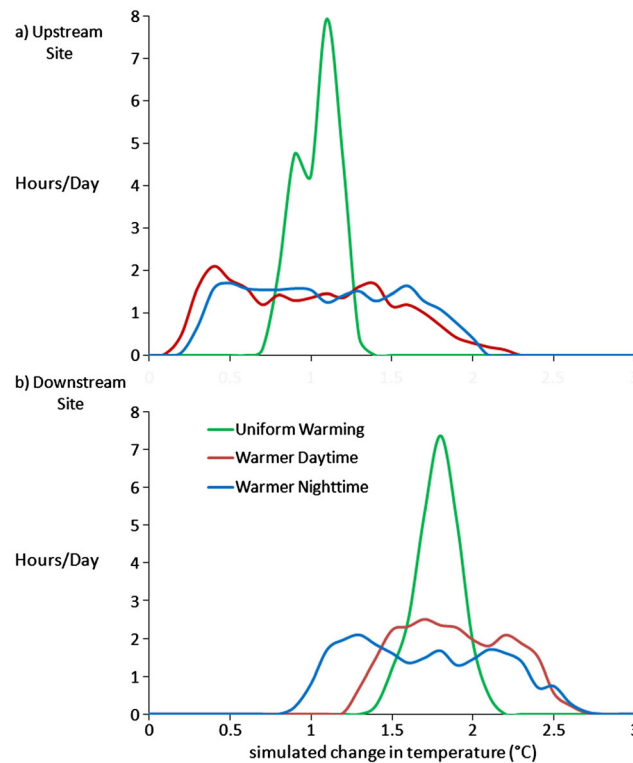 a) Upstream
Site
Hours/Day
8
7
6
5
4
3
2
1
0
0 0.5 1 1.5 2 2.5 3
b) Downstream
Site
Hours/Day
8
7
6
5
4
3
2
1
0
Uniform Warming
Warmer Daytime
Warmer Nighttime
0 0.5 1 1.5 2 2.5 3
simulated change in temperature (°C)